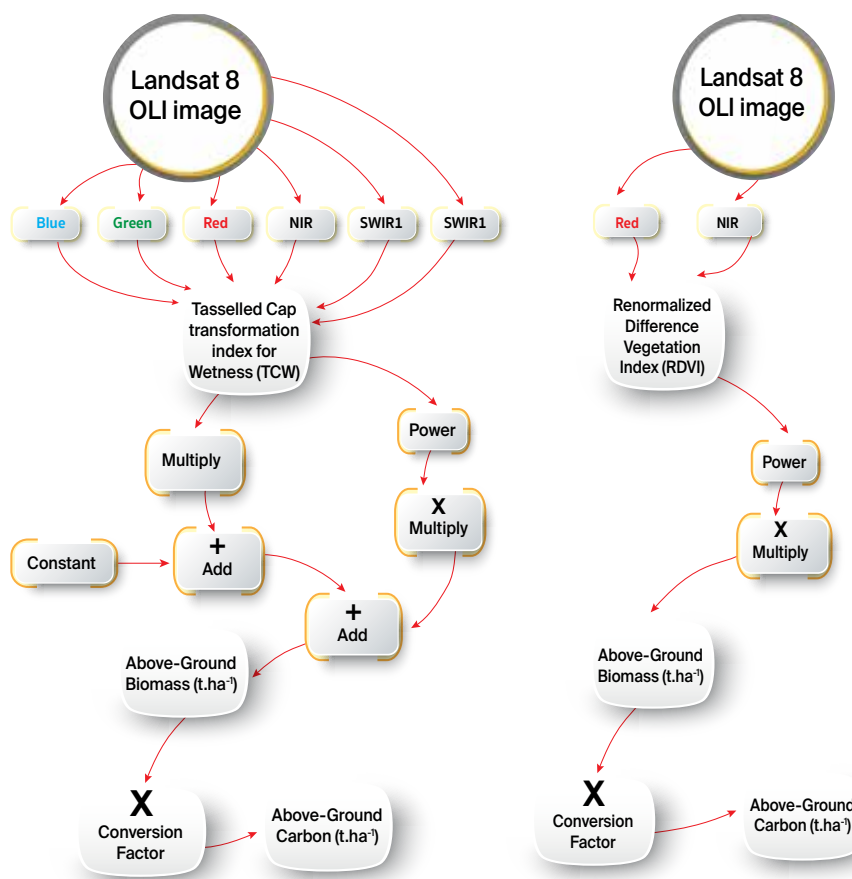 Landsat 8
OLI image
Blue
Green
Red
NIR
SWIR1
SWIR1
Tasselled Cap
transformation
index for
Wetness (TCW)
Multiply
Power
X
Multiply
Constant
+
Add
+
Add
Above-Ground
Biomass (t.ha⁻¹)
X
Conversion
Factor
Above-Ground
Carbon (t.ha⁻¹)
Landsat 8
OLI image
Red
NIR
Renormalized
Difference
Vegetation
Index (RDVI)
Power
X
Multiply
Above-Ground
Biomass (t.ha⁻¹)
X
Conversion
Factor
Above-Ground
Carbon (t.ha⁻¹)